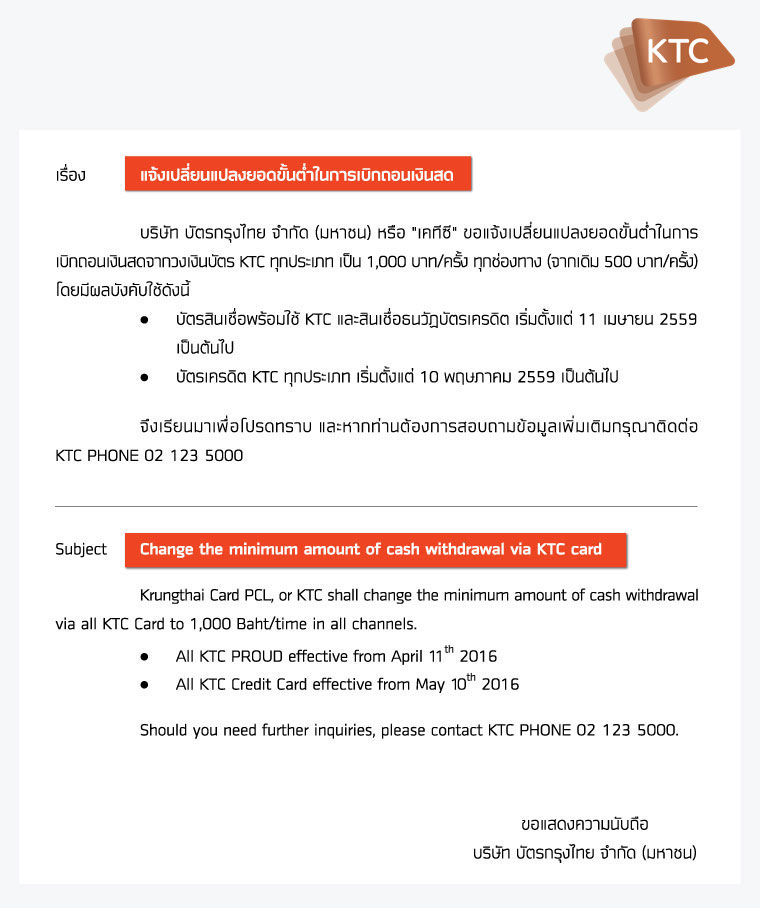 KTC
เรื่อง แจ้งเปลี่ยนแปลงยอดขั้นต่ำในการเบิกถอนเงินสด
บริษัท บัตรกรุงไทย จำกัด (มหาชน) หรือ "เคทีซี" ขอแจ้งเปลี่ยนแปลงยอดขั้นต่ำในการ
เบิกถอนเงินสดจากวงเงินบัตร KTC ทุกประเภท เป็น 1,000 บาท/ครั้ง ทุกช่องทาง (จากเดิม 500 บาท/ครั้ง)
โดยมีผลบังคับใช้ดังนี้
● บัตรสินเชื่อพร้อมใช้ KTC และสินเชื่อธนวัฏบัตรเครดิต เริ่มตั้งแต่ 11 เมษายน 2559
เป็นต้นไป
● บัตรเครดิต KTC ทุกประเภท เริ่มตั้งแต่ 10 พฤษภาคม 2559 เป็นต้นไป
จึงเรียนมาเพื่อโปรดทราบ และหากท่านต้องการสอบถามข้อมูลเพิ่มเติมกรุณาติดต่อ
KTC PHONE 02 123 5000
Subject Change the minimum amount of cash withdrawal via KTC card
Krungthai Card PCL, or KTC shall change the minimum amount of cash withdrawal
via all KTC Card to 1,000 Baht/time in all channels.
● All KTC PROUD effective from April 11th 2016
● All KTC Credit Card effective from May 10th 2016
Should you need further inquiries, please contact KTC PHONE 02 123 5000.
ขอแสดงความนับถือ
บริษัท บัตรกรุงไทย จำกัด (มหาชน)